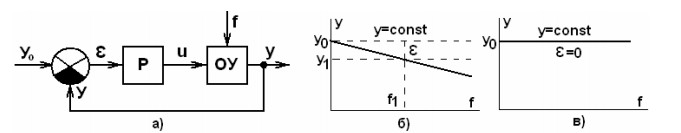 y₀ ε Р u ОУ f y
У
а)
y y=const
y₀ ε
y₁
f₁ f
б)
y y=const
y₀
ε=0
f
в)